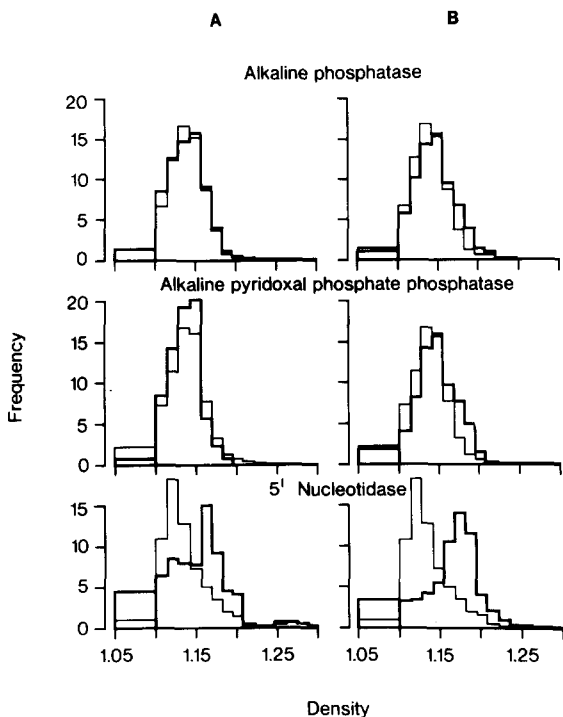 A B
Alkaline phosphatase
20
15
10
5
0
Alkaline pyridoxal phosphate phosphatase
20
15
10
5
0
Frequency
5' Nucleotidase
15
10
5
0
1.05 1.15 1.25 1.05 1.15 1.25
Density